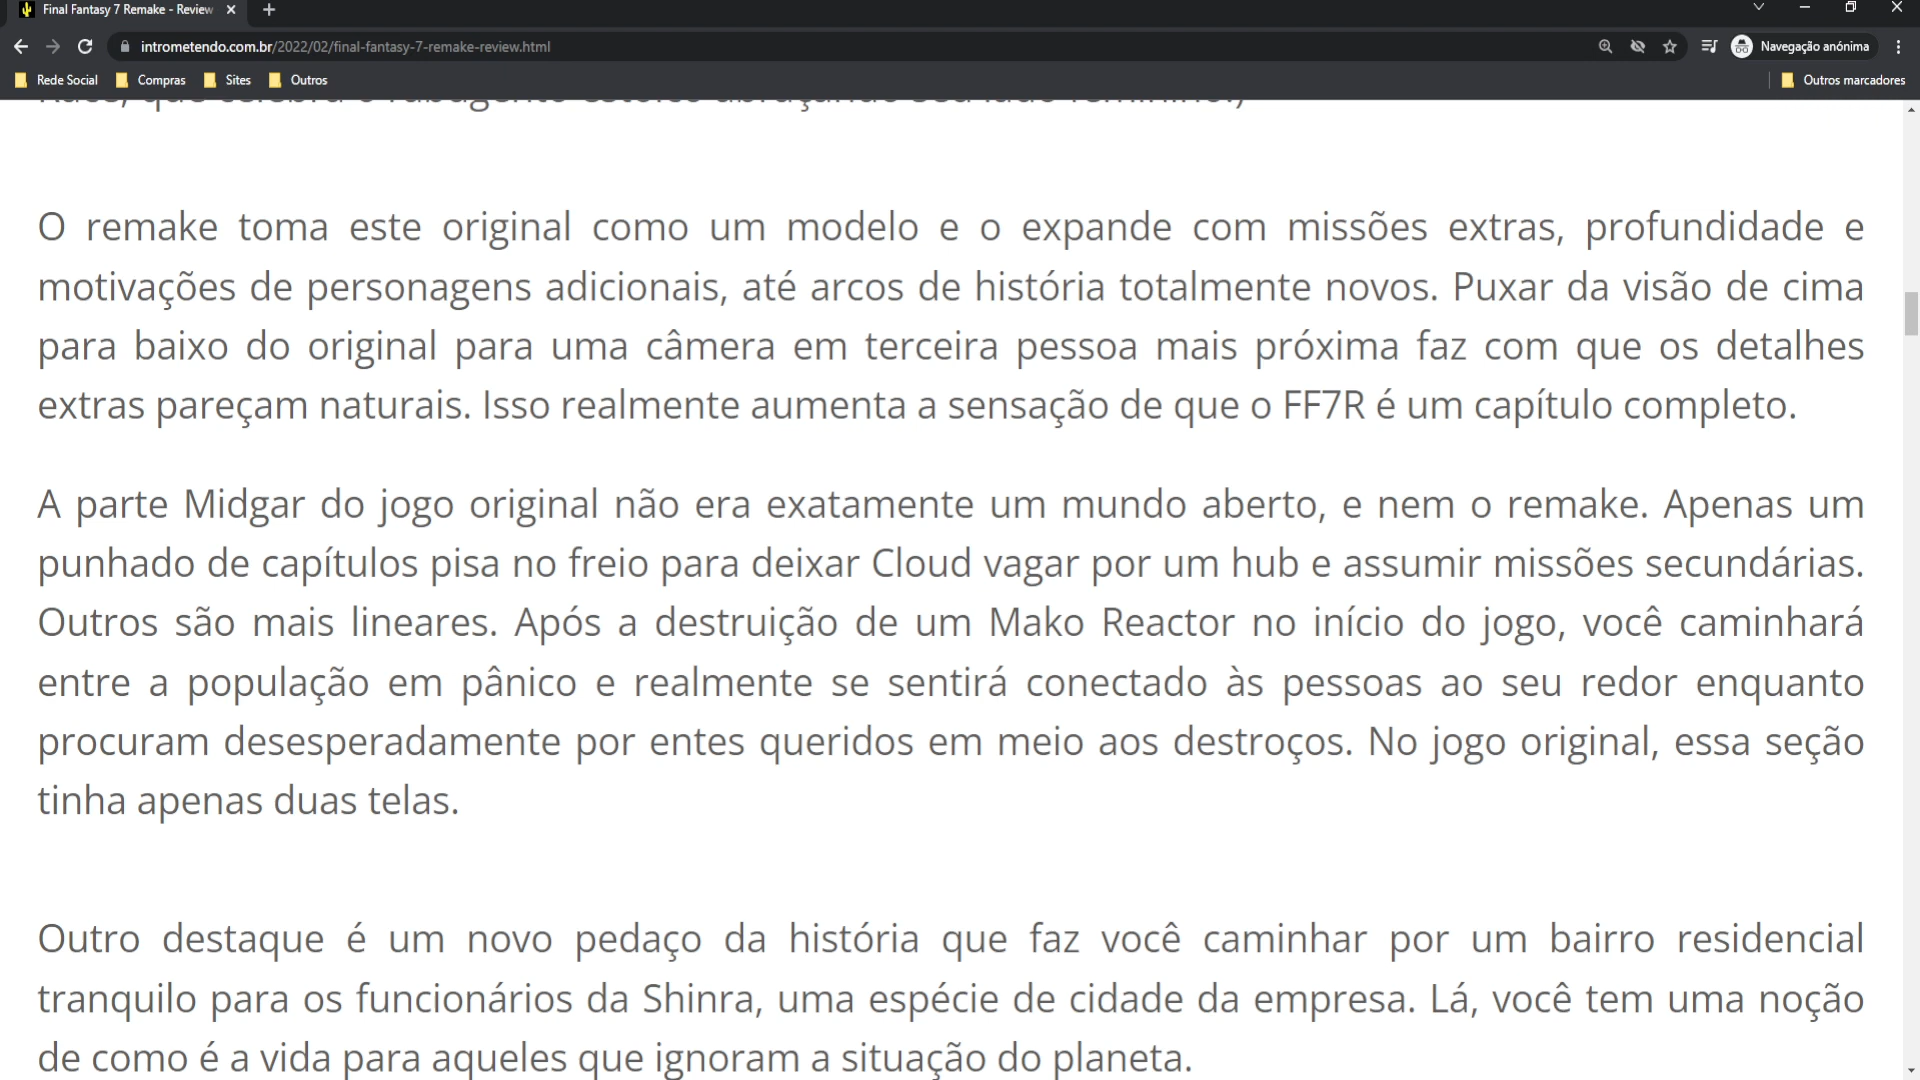 Final Fantasy 7 Remake - Review
intrometendo.com.br/2022/02/final-fantasy-7-remake-review.html
Navegação anónima
Rede Social
Compras
Sites
Outros
Outros marcadores
O remake toma este original como um modelo e o expande com missões extras, profundidade e
motivações de personagens adicionais, até arcos de história totalmente novos. Puxar da visão de cima
para baixo do original para uma câmera em terceira pessoa mais próxima faz com que os detalhes
extras pareçam naturais. Isso realmente aumenta a sensação de que o FF7R é um capítulo completo.
A parte Midgar do jogo original não era exatamente um mundo aberto, e nem o remake. Apenas um
punhado de capítulos pisa no freio para deixar Cloud vagar por um hub e assumir missões secundárias.
Outros são mais lineares. Após a destruição de um Mako Reactor no início do jogo, você caminhará
entre a população em pânico e realmente se sentirá conectado às pessoas ao seu redor enquanto
procuram desesperadamente por entes queridos em meio aos destroços. No jogo original, essa seção
tinha apenas duas telas.
Outro destaque é um novo pedaço da história que faz você caminhar por um bairro residencial
tranquilo para os funcionários da Shinra, uma espécie de cidade da empresa. Lá, você tem uma noção
de como é a vida para aqueles que ignoram a situação do planeta.